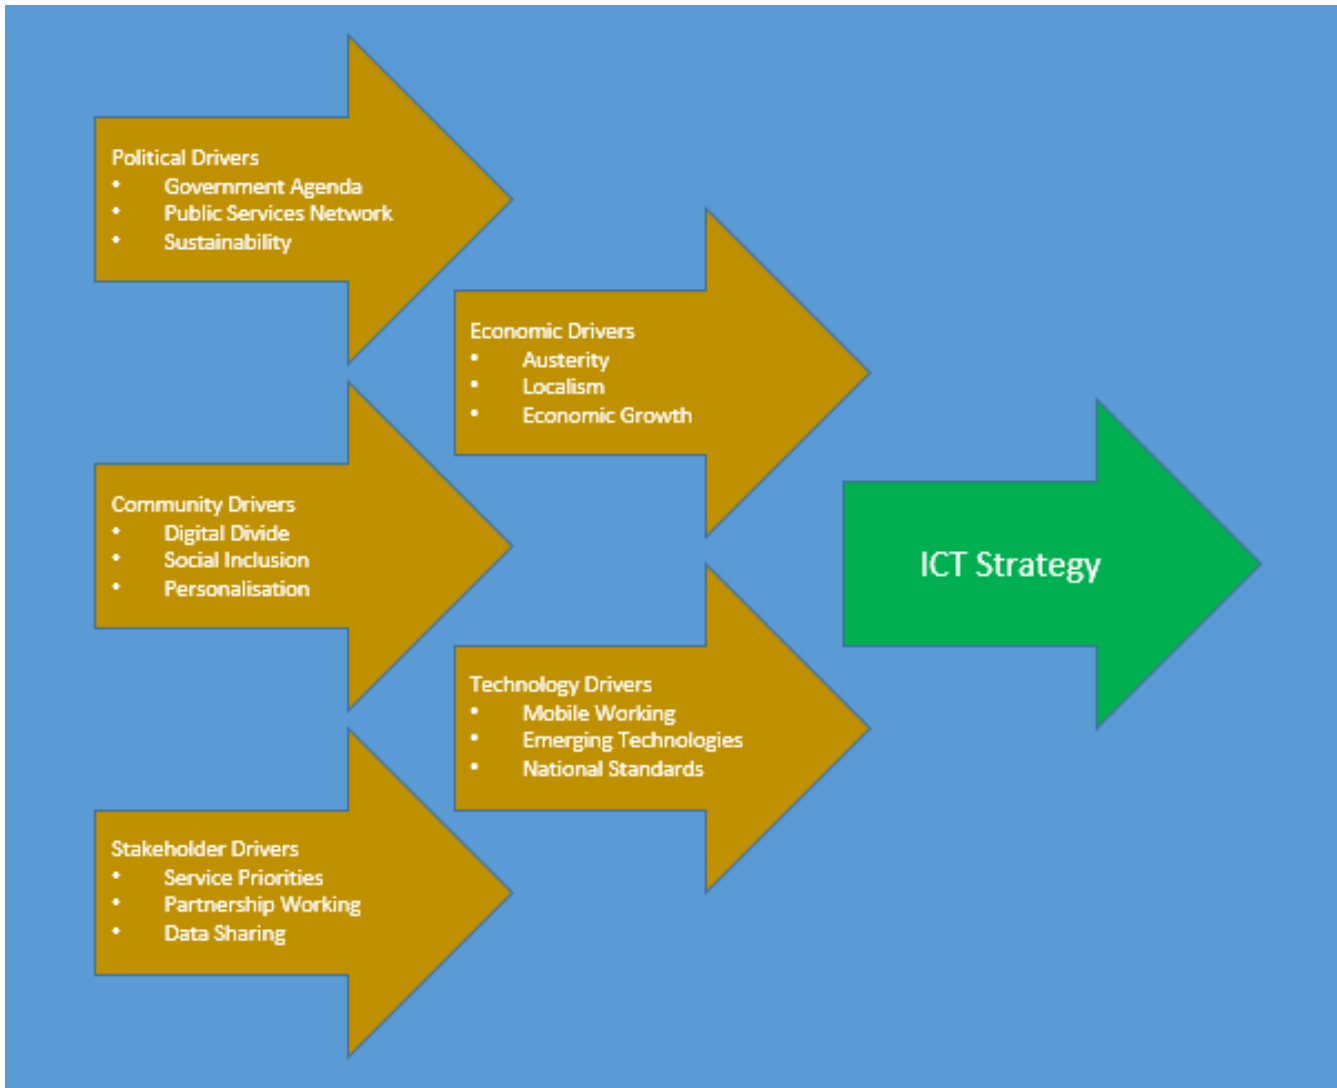 Political Drivers
• Government Agenda
• Public Services Network
• Sustainability
Economic Drivers
• Austerity
• Localism
• Economic Growth
Community Drivers
• Digital Divide
• Social Inclusion
• Personalisation
ICT Strategy
Technology Drivers
• Mobile Working
• Emerging Technologies
• National Standards
Stakeholder Drivers
• Service Priorities
• Partnership Working
• Data Sharing